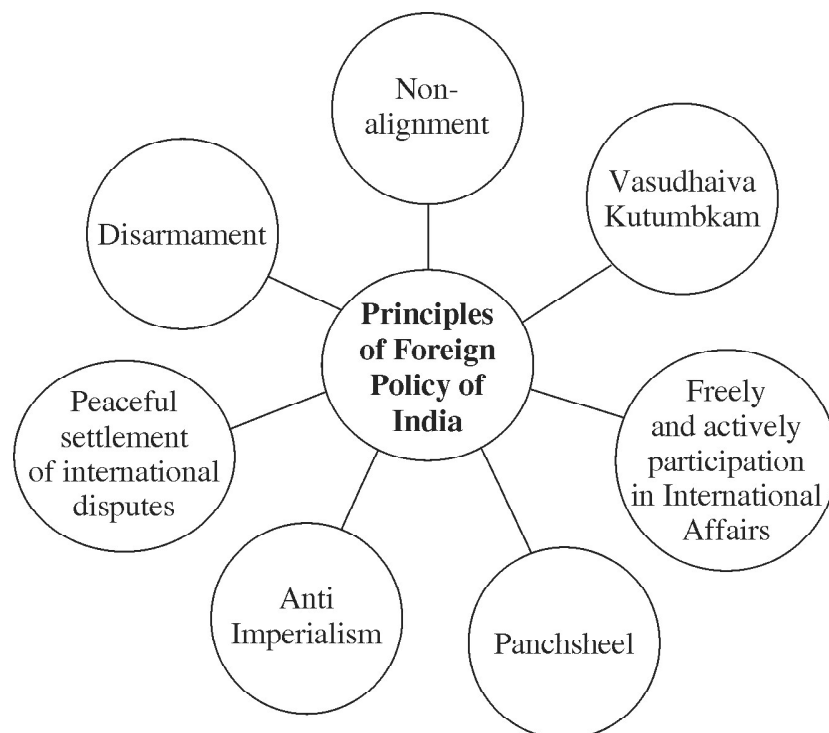 Non-
alignment
Vasudhaiva
Kutumbkam
Disarmament
Principles
of Foreign
Policy of
India
Peaceful
settlement
of international
disputes
Freely
and actively
participation
in International
Affairs
Anti
Imperialism
Panchsheel